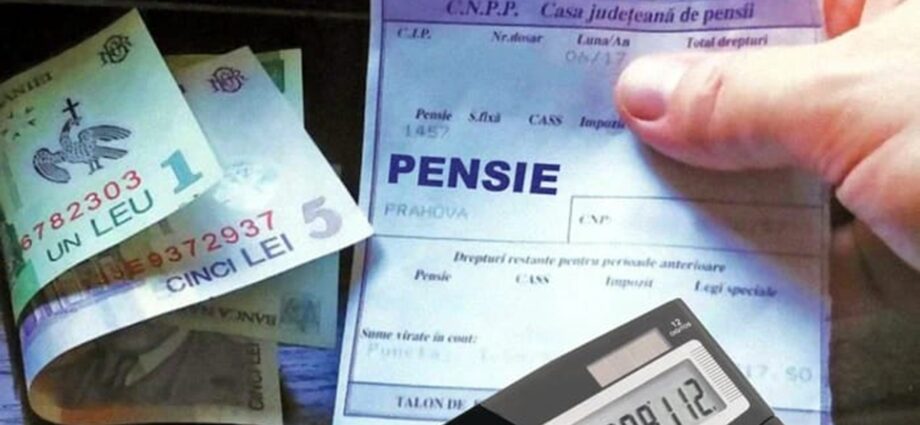 C.N.P.P. Casa județeană de pensii
C.I.P. Nr.dosar Luna/An Total drepturi
06/17
Pensie S.fixă CASS Impozit
1457
PENSIE
PRAHOVA
CNP
Drepturi restante pentru perioade anterioare
Pensie CASS Impozit Legi speciale
Sume virate în cont:
TALON DE
6782303
1
UN LEU
9372937
5
CINCI LEI
BANCA
CINCI LEI
12
112.